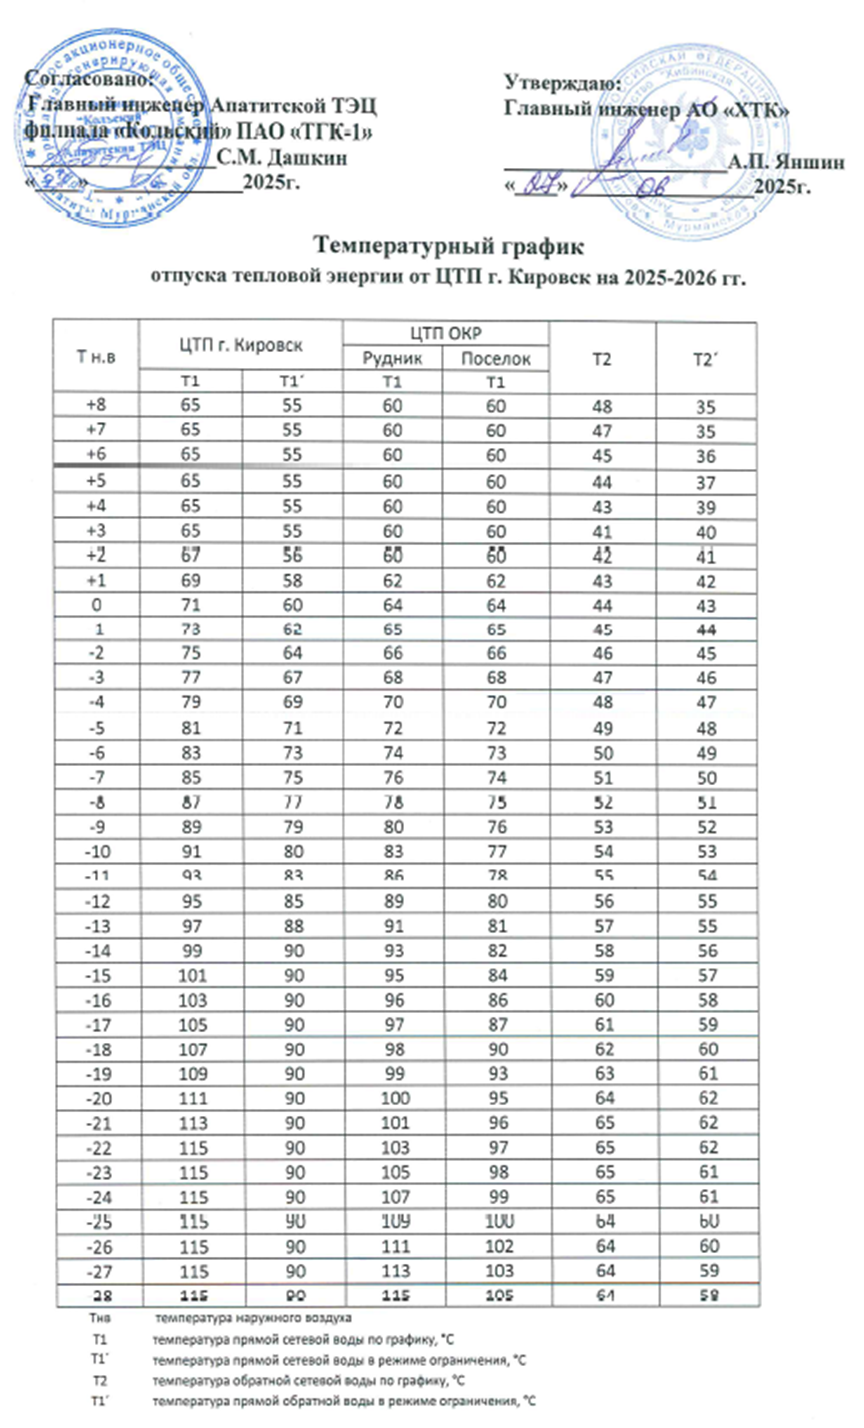 Согласовано:
Главный инженер Апатитской ТЭЦ
филиала «Кольский» ПАО «ТГК-1»
С.М. Дашкин
« » 2025г.
Утверждаю:
Главный инженер АО «ХТК»
А.П. Яншин
«07» 08 2025г.
Температурный график
отпуска тепловой энергии от ЦТП г. Кировск на 2025-2026 гг.
Т н.в ЦТП г. Кировск ЦТП ОКР Т2 Т2´
Рудник Поселок
Т1 Т1´ Т1 Т1
+8 65 55 60 60 48 35
+7 65 55 60 60 47 35
+6 65 55 60 60 45 36
+5 65 55 60 60 44 37
+4 65 55 60 60 43 39
+3 65 55 60 60 41 40
+2 67 56 60 60 42 41
+1 69 58 62 62 43 42
0 71 60 64 64 44 43
1 73 62 65 65 45 44
-2 75 64 66 66 46 45
-3 77 67 68 68 47 46
-4 79 69 70 70 48 47
-5 81 71 72 72 49 48
-6 83 73 74 73 50 49
-7 85 75 76 74 51 50
-8 87 77 78 75 52 51
-9 89 79 80 76 53 52
-10 91 80 83 77 54 53
-11 93 83 86 78 55 54
-12 95 85 89 80 56 55
-13 97 88 91 81 57 55
-14 99 90 93 82 58 56
-15 101 90 95 84 59 57
-16 103 90 96 86 60 58
-17 105 90 97 87 61 59
-18 107 90 98 90 62 60
-19 109 90 99 93 63 61
-20 111 90 100 95 64 62
-21 113 90 101 96 65 62
-22 115 90 103 97 65 62
-23 115 90 105 98 65 61
-24 115 90 107 99 65 61
-25 115 90 109 100 64 60
-26 115 90 111 102 64 60
-27 115 90 113 103 64 59
-28 115 90 115 105 64 59
Тнв температура наружного воздуха
Т1 температура прямой сетевой воды по графику, °С
Т1´ температура прямой сетевой воды в режиме ограничения, °С
Т2 температура обратной сетевой воды по графику, °С
Т1´ температура прямой обратной воды в режиме ограничения, °С